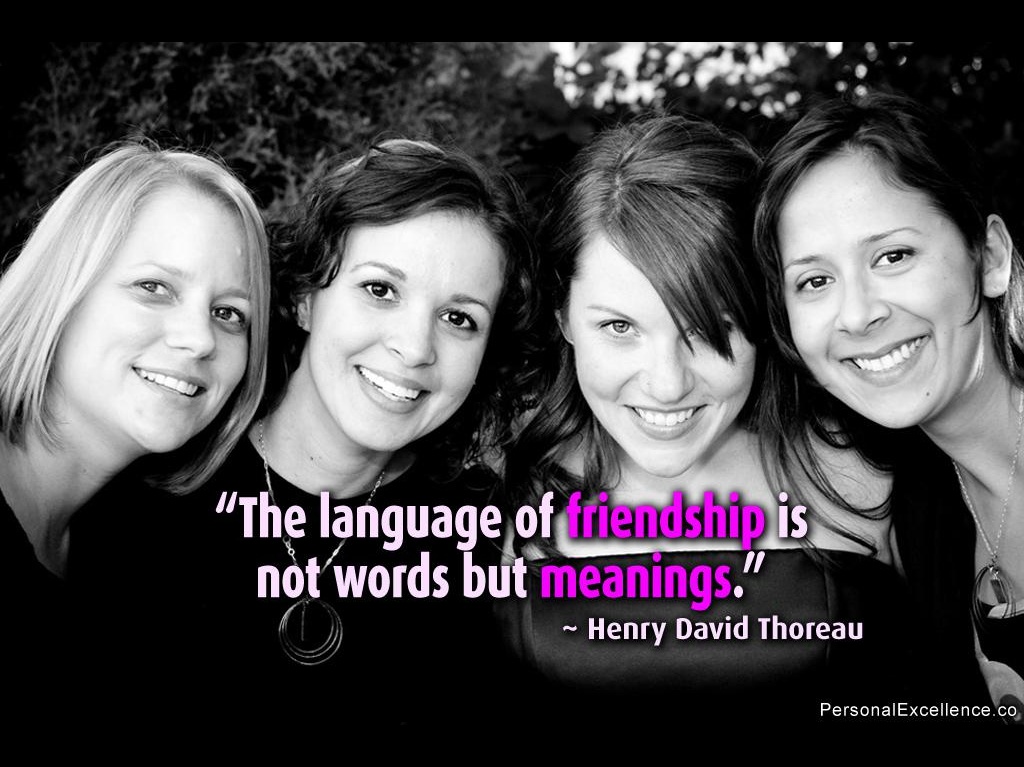 “The language of friendship is
not words but meanings.”
~ Henry David Thoreau
PersonalExcellence.co